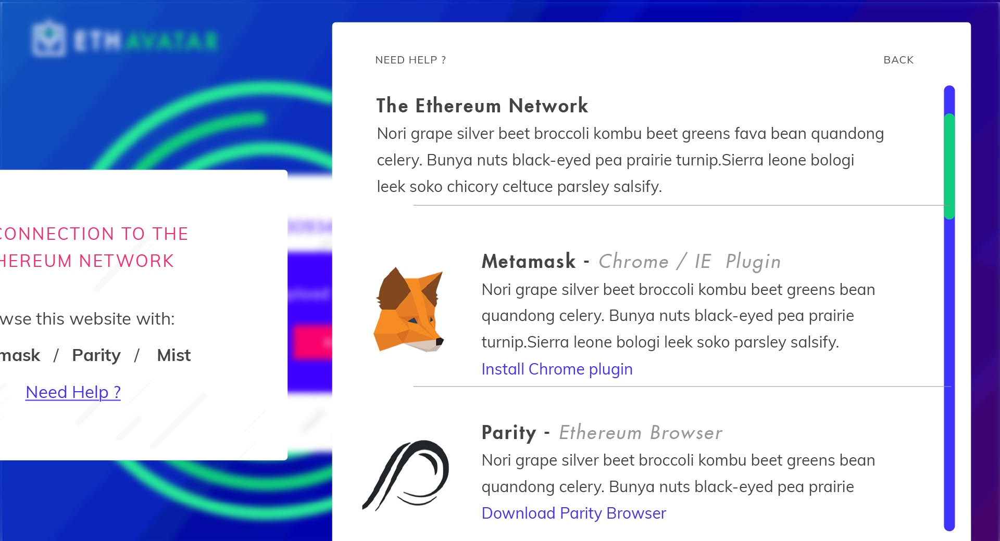 ETHAVATAR
CONNECTION TO THE
HEREUM NETWORK
wse this website with:
mask / Parity / Mist
Need Help ?
NEED HELP ?
BACK
The Ethereum Network
Nori grape silver beet broccoli kombu beet greens fava bean quandong
celery. Bunya nuts black-eyed pea prairie turnip.Sierra leone bologi
leek soko chicory celtuce parsley salsify.
Metamask - Chrome / IE Plugin
Nori grape silver beet broccoli kombu beet greens bean
quandong celery. Bunya nuts black-eyed pea prairie
turnip.Sierra leone bologi leek soko parsley salsify.
Install Chrome plugin
Parity - Ethereum Browser
Nori grape silver beet broccoli kombu beet greens bean
quandong celery. Bunya nuts black-eyed pea prairie
Download Parity Browser